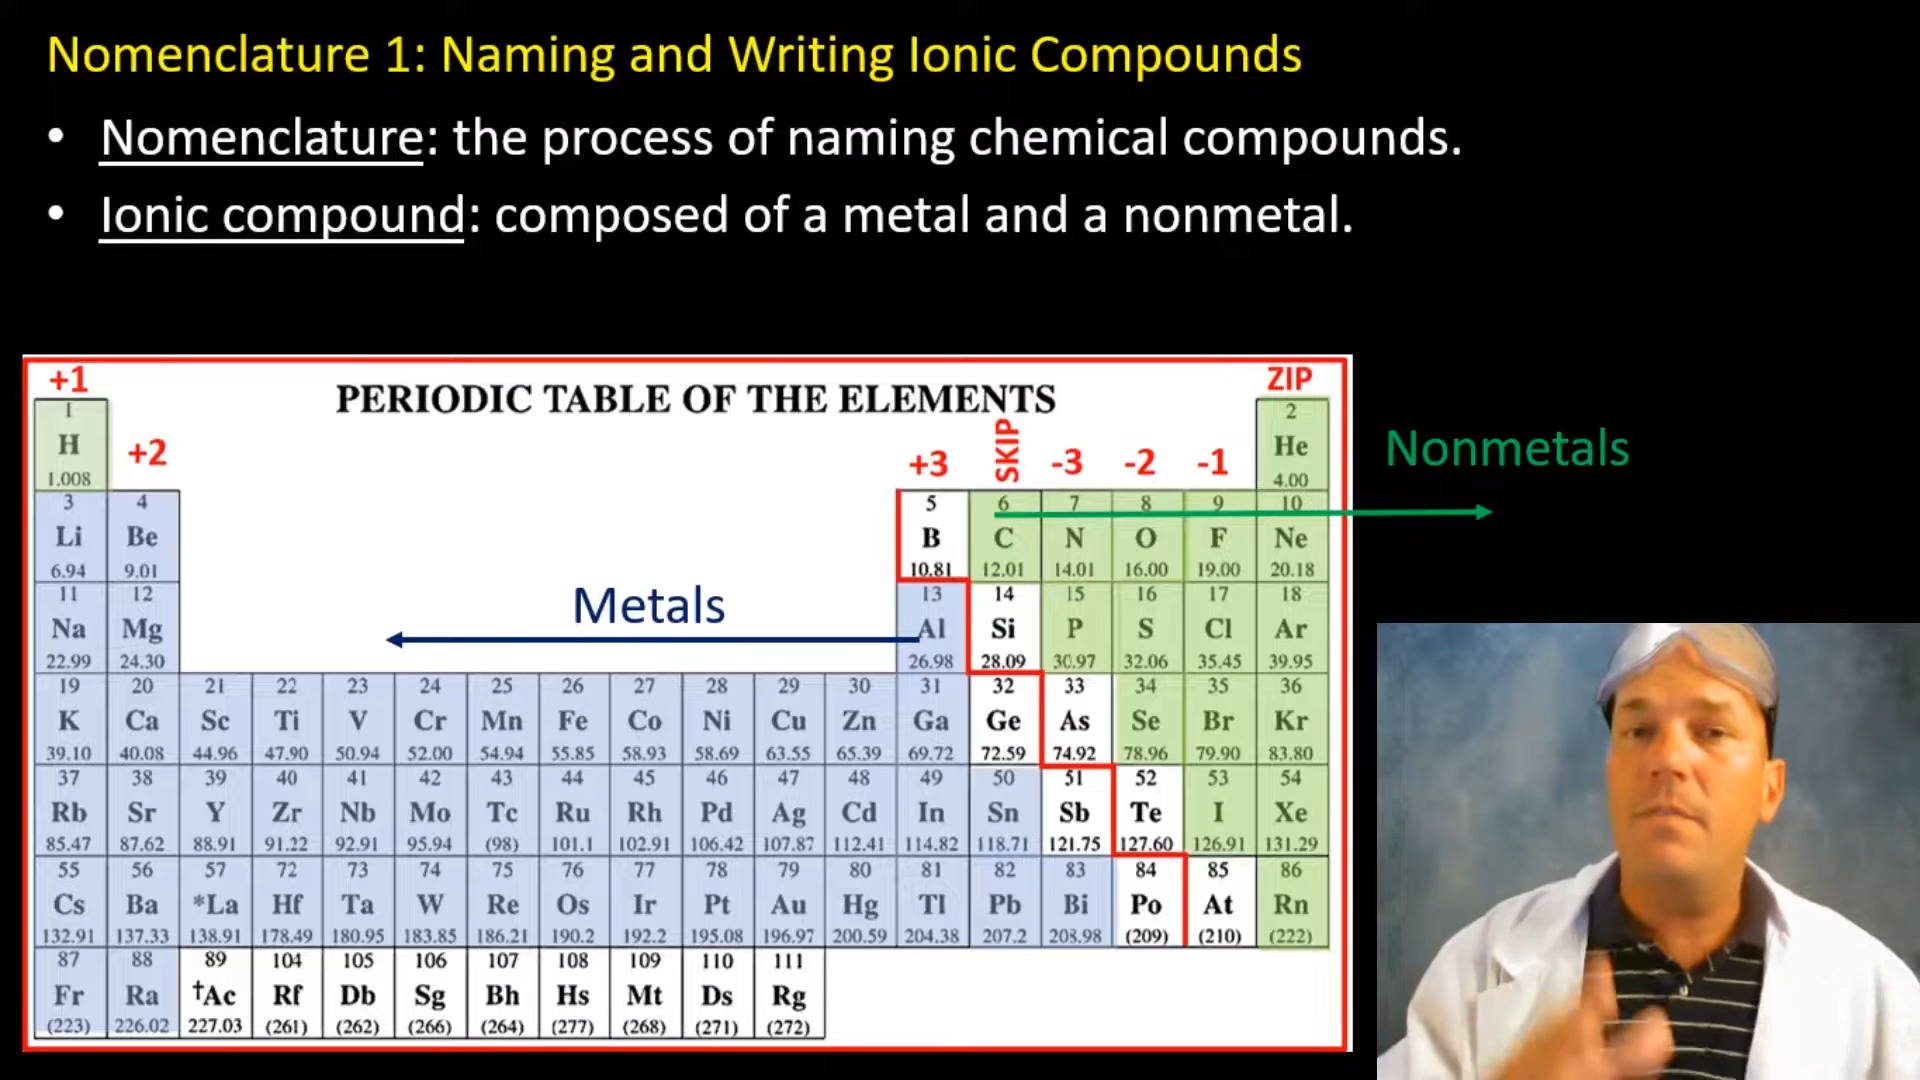 Nomenclature 1: Naming and Writing Ionic Compounds
• Nomenclature: the process of naming chemical compounds.
• Ionic compound: composed of a metal and a nonmetal.
+1 PERIODIC TABLE OF THE ELEMENTS ZIP
+2 +3 SKIP -3 -2 -1
Nonmetals
Metals
1 2
H He
1.008 4.00
3 4 5 6 7 8 9 10
Li Be B C N O F Ne
6.94 9.01 10.81 12.01 14.01 16.00 19.00 20.18
11 12 13 14 15 16 17 18
Na Mg Al Si P S Cl Ar
22.99 24.30 26.98 28.09 30.97 32.06 35.45 39.95
19 20 21 22 23 24 25 26 27 28 29 30 31 32 33 34 35 36
K Ca Sc Ti V Cr Mn Fe Co Ni Cu Zn Ga Ge As Se Br Kr
39.10 40.08 44.96 47.90 50.94 52.00 54.94 55.85 58.93 58.69 63.55 65.39 69.72 72.59 74.92 78.96 79.90 83.80
37 38 39 40 41 42 43 44 45 46 47 48 49 50 51 52 53 54
Rb Sr Y Zr Nb Mo Tc Ru Rh Pd Ag Cd In Sn Sb Te I Xe
85.47 87.62 88.91 91.22 92.91 95.94 (98) 101.1 102.91 106.42 107.87 112.41 114.82 118.71 121.75 127.60 126.91 131.29
55 56 57 72 73 74 75 76 77 78 79 80 81 82 83 84 85 86
Cs Ba *La Hf Ta W Re Os Ir Pt Au Hg Tl Pb Bi Po At Rn
132.91 137.33 138.91 178.49 180.95 183.85 186.21 190.2 192.2 195.08 196.97 200.59 204.38 207.2 208.98 (209) (210) (222)
87 88 89 104 105 106 107 108 109 110 111
Fr Ra †Ac Rf Db Sg Bh Hs Mt Ds Rg
(223) 226.02 227.03 (261) (262) (266) (264) (277) (268) (271) (272)